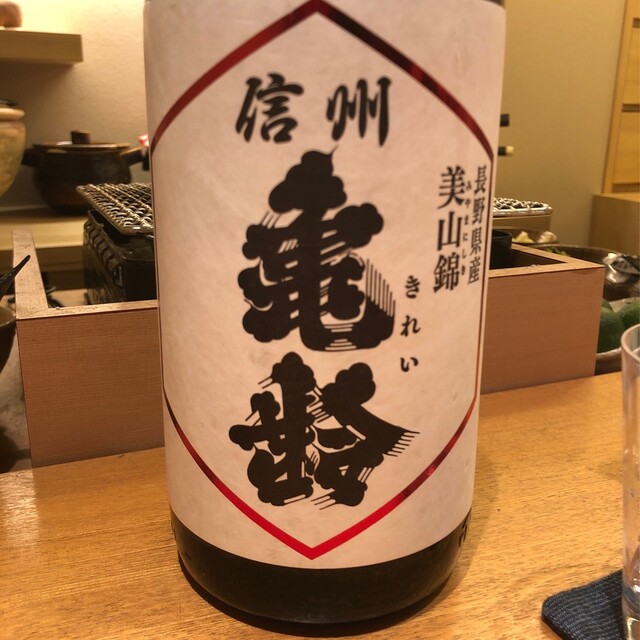 信州
亀齢
きれい
長野県産
美山錦
みやまにしき